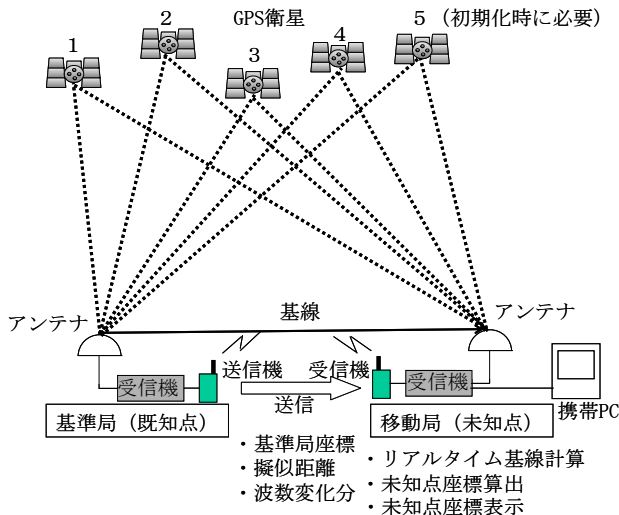 GPS衛星
1
2
3
4
5（初期化時に必要）
アンテナ
基線
アンテナ
受信機
送信機
送信
受信機
受信機
携帯PC
基準局（既知点）
移動局（未知点）
・基準局座標
・擬似距離
・波数変化分
・リアルタイム基線計算
・未知点座標算出
・未知点座標表示